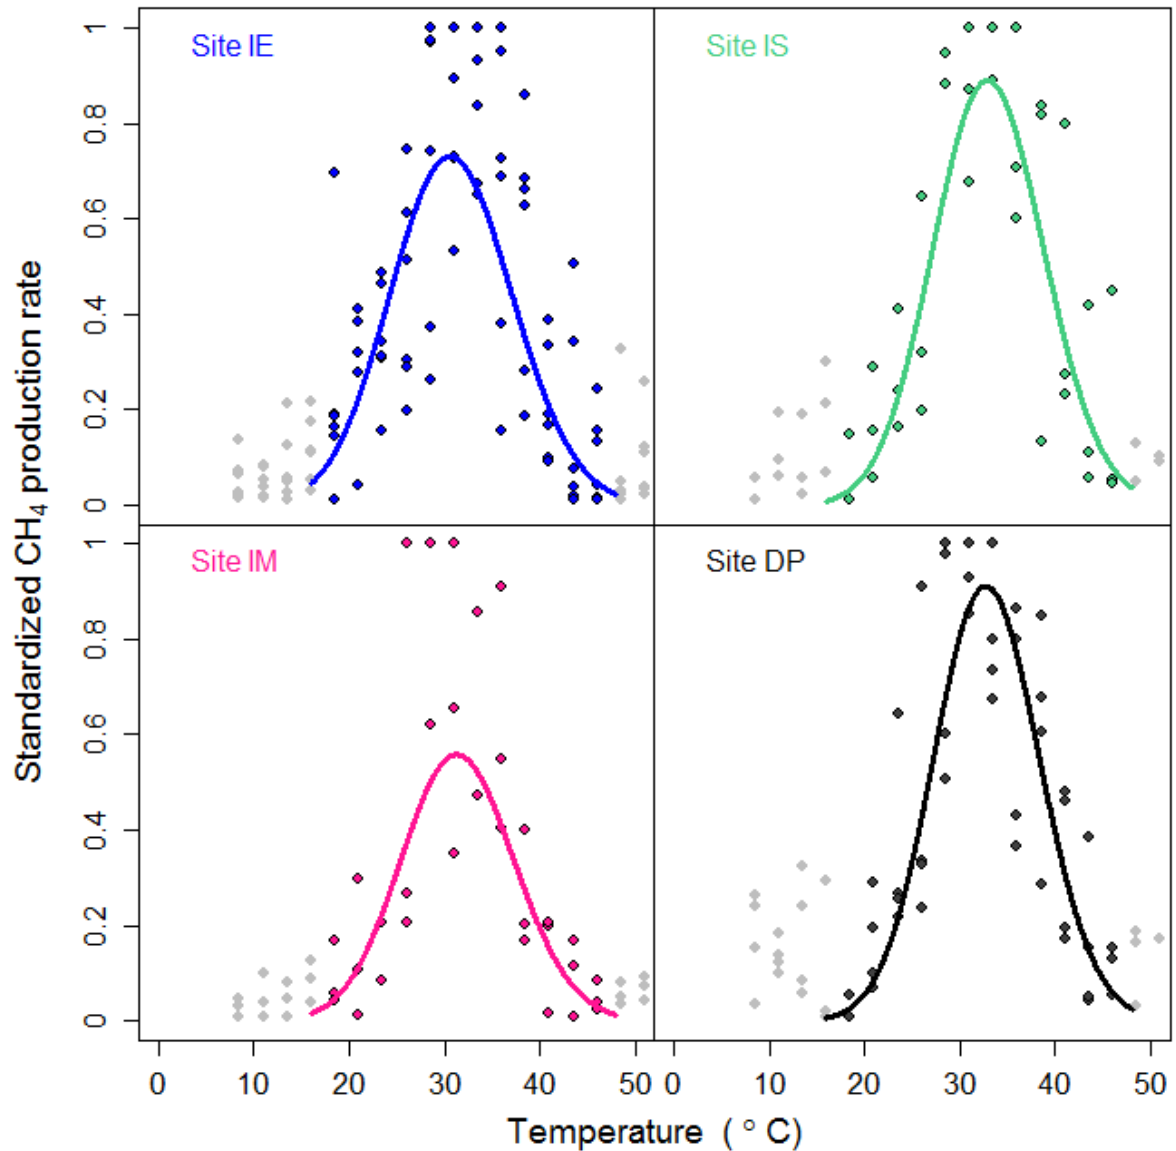 Site IE
Site IS
1
0.8
0.6
0.4
0.2
0
Site IM
Site DP
1
0.8
0.6
0.4
0.2
0
Standardized CH4 production rate
0 10 20 30 40 50 0 10 20 30 40 50
Temperature ( ° C)